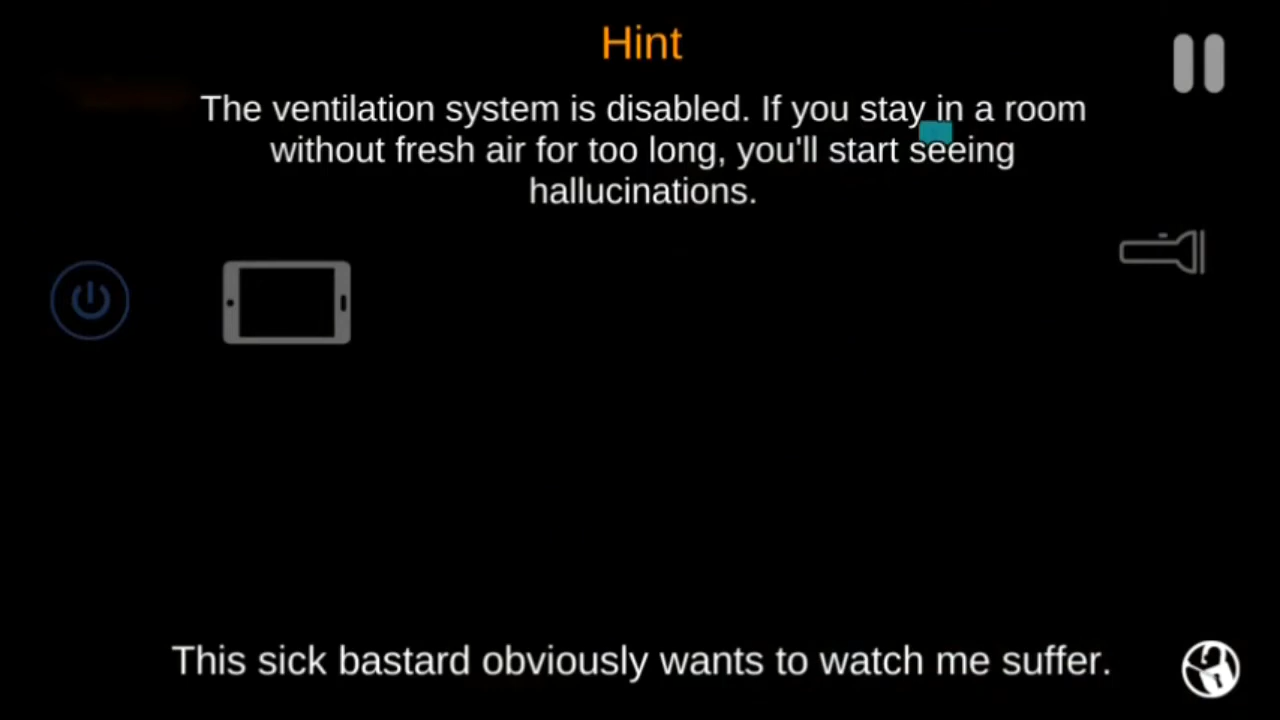 Hint
The ventilation system is disabled. If you stay in a room
without fresh air for too long, you'll start seeing
hallucinations.
This sick bastard obviously wants to watch me suffer.